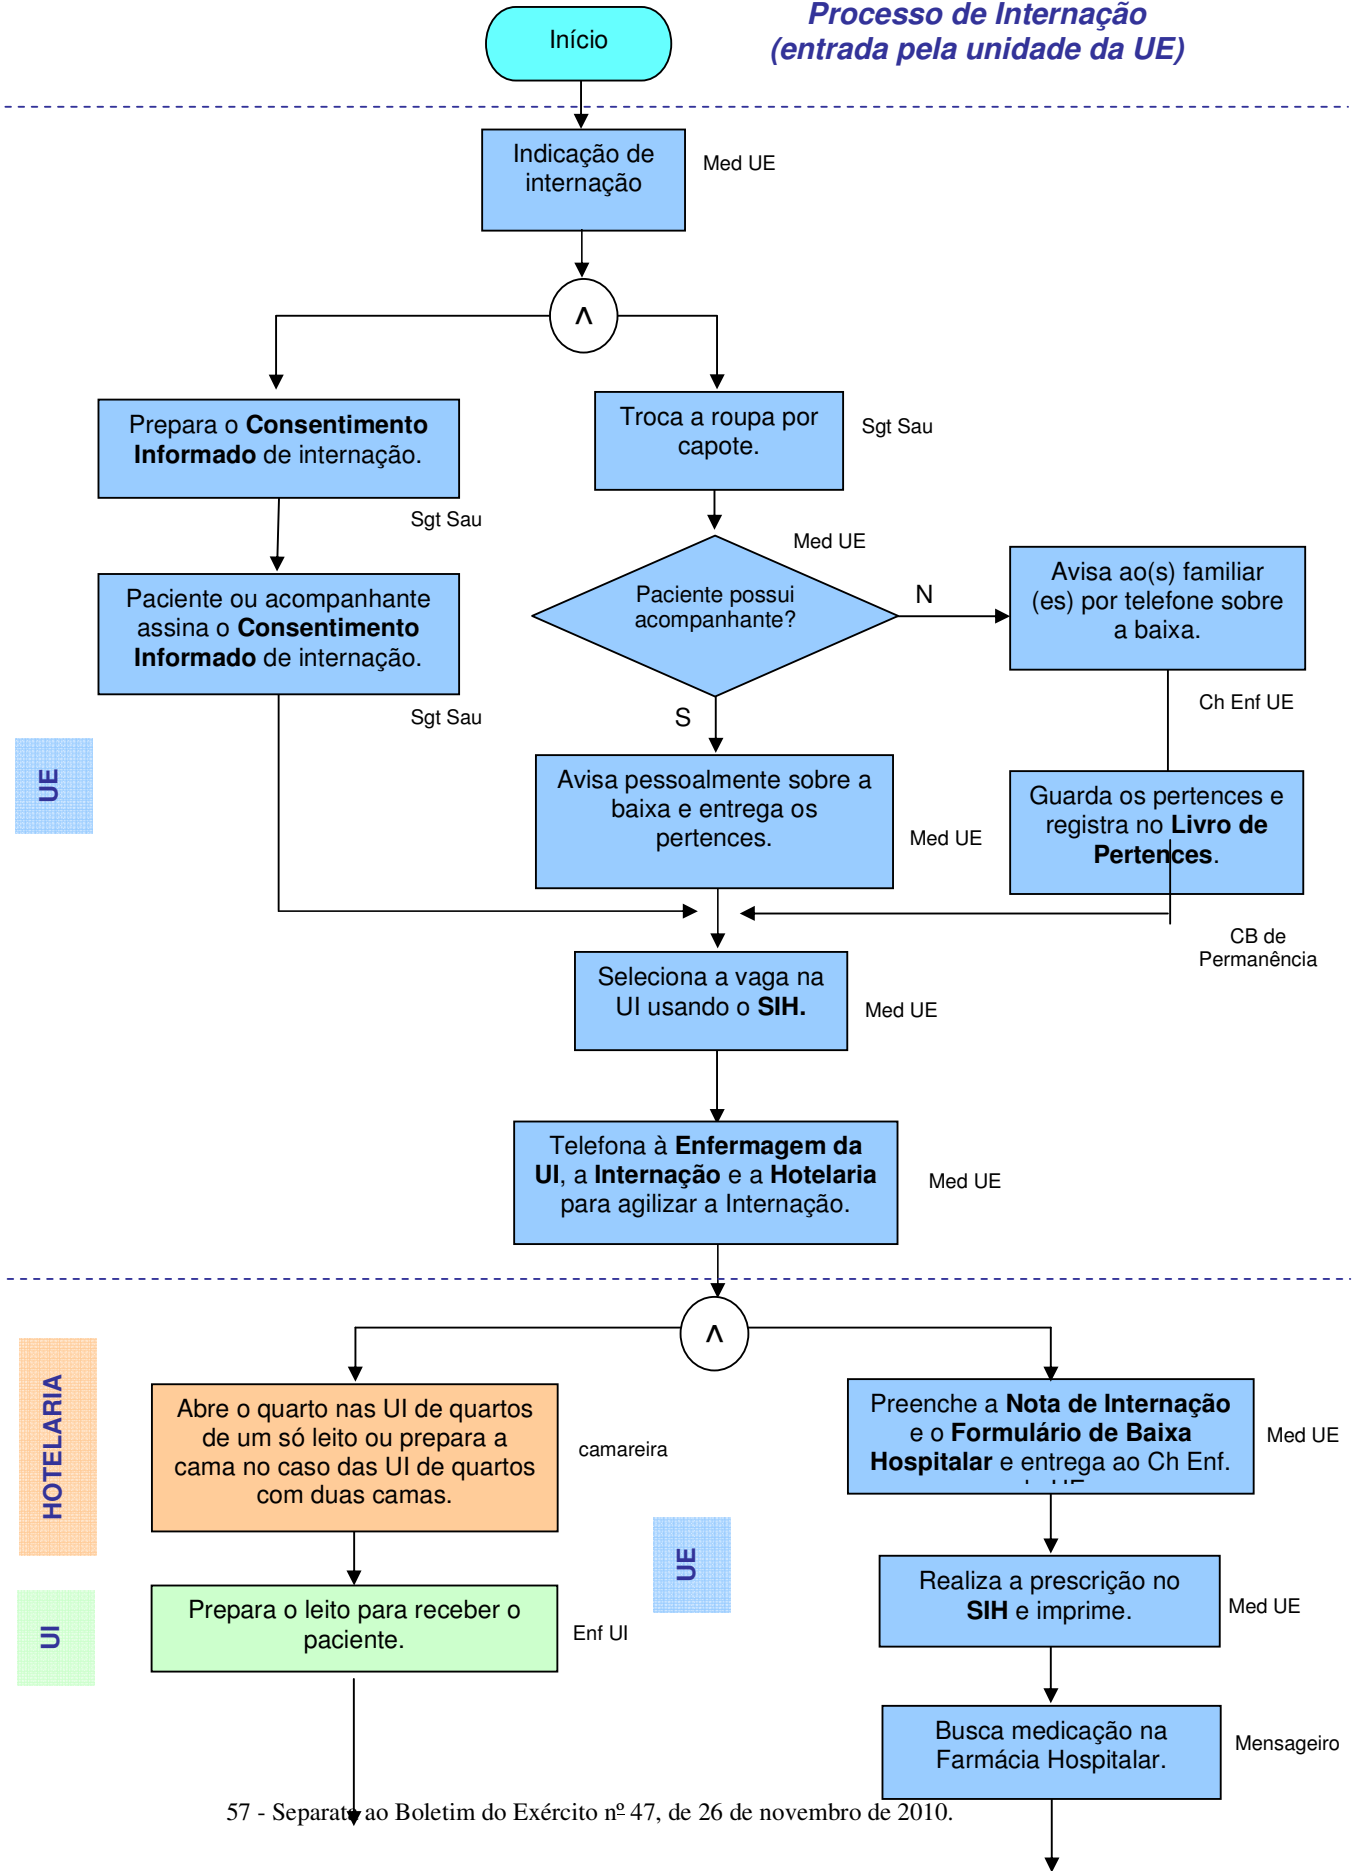 Processo de Internação
(entrada pela unidade da UE)
Início
Indicação de
internação
Med UE
^
Prepara o Consentimento
Informado de internação.
Sgt Sau
Troca a roupa por
capote.
Sgt Sau
Paciente ou acompanhante
assina o Consentimento
Informado de internação.
Sgt Sau
Med UE
Paciente possui
acompanhante?
N
S
Avisa ao(s) familiar
(es) por telefone sobre
a baixa.
Ch Enf UE
UE
Avisa pessoalmente sobre a
baixa e entrega os
pertences.
Med UE
Guarda os pertences e
registra no Livro de
Pertences.
CB de
Permanência
Seleciona a vaga na
UI usando o SIH.
Med UE
Telefona à Enfermagem da
UI, a Internação e a Hotelaria
para agilizar a Internação.
Med UE
^
HOTELARIA
Abre o quarto nas UI de quartos
de um só leito ou prepara a
cama no caso das UI de quartos
com duas camas.
camareira
Preenche a Nota de Internação
e o Formulário de Baixa
Hospitalar e entrega ao Ch Enf.
Med UE
UE
UI
Prepara o leito para receber o
paciente.
Enf UI
Realiza a prescrição no
SIH e imprime.
Med UE
Busca medicação na
Farmácia Hospitalar.
Mensageiro
57 - Separata ao Boletim do Exército nº 47, de 26 de novembro de 2010.